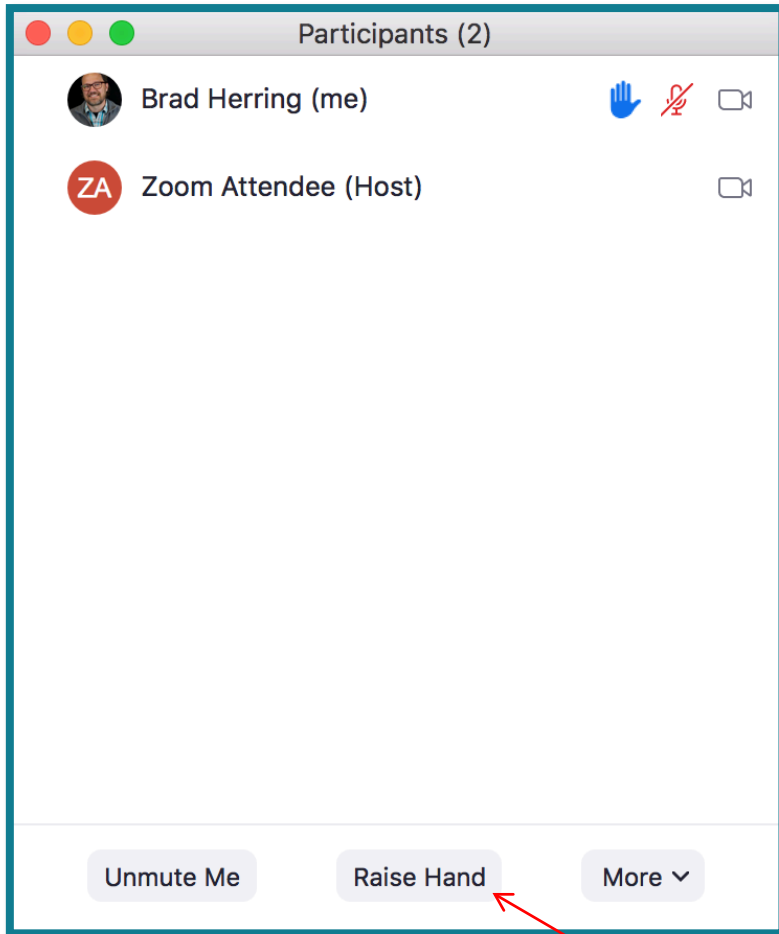 Participants (2)
Brad Herring (me)
ZA Zoom Attendee (Host)
Unmute Me Raise Hand More